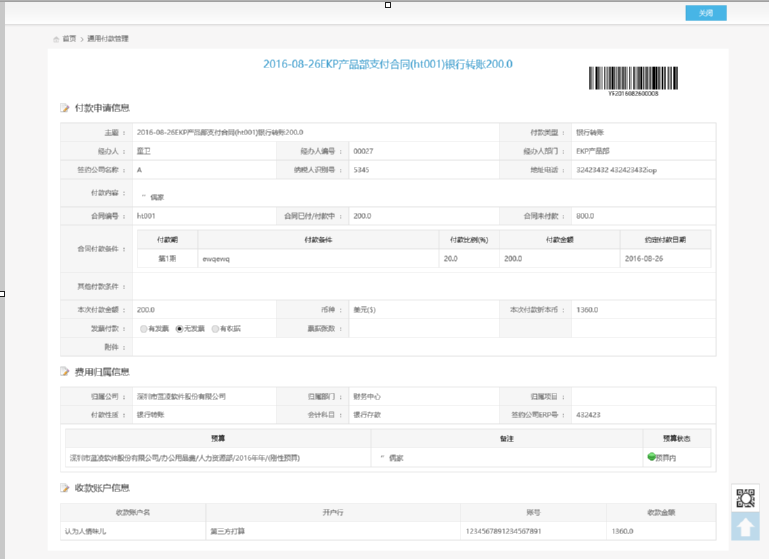 关闭
首页 > 通用付款管理
2016-08-26EKP产品部支付合同(ht001)银行转账200.0
YF2016082600008
付款申请信息
主题： 2016-08-26EKP产品部支付合同(ht001)银行转账200.0 付款类型： 银行转账
经办人： 经办人编号： 00027 经办人部门： EKP产品部
签约公司名称： A 纳税人识别号： 5345 地址电话： 32423432 432423432iop
付款内容： 偶家
合同编号： ht001 合同已付/付款中： 200.0 合同未付款： 800.0
合同付款条件：
付款期 付款条件 付款比例(%) 付款金额 约定付款日期
第1期 ewqewq 20.0 200.0 2016-08-26
其他付款条件：
本次付款金额： 200.0 币种： 美元($) 本次付款折本币： 1360.0
发票付款： 有发票 无发票 有收据
附件：
费用归属信息
归属公司： 深圳市蓝凌软件股份有限公司 归属部门： 财务中心 归属项目：
付款性质： 银行转账 会计科目： 银行存款 签约公司ERP号： 432423
预算 备注 预算状态
深圳市蓝凌软件股份有限公司/办公用品费/人力资源部/2016年年/(刚性预算) 偶家 预算内
收款账户信息
收款账户名 开户行 账号 收款金额
认为人情味儿 第三方打算 1234567891234567891 1360.0